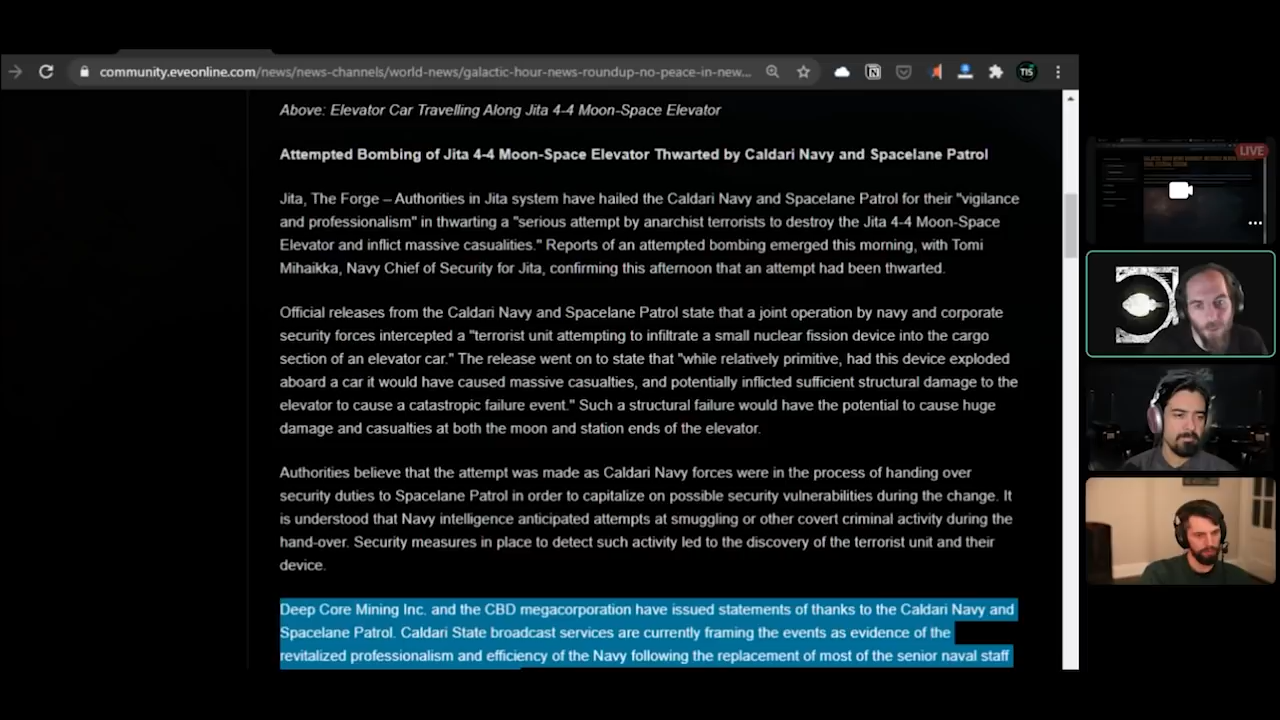 community.eveonline.com/news/news-channels/world-news/galactic-hour-news-roundup-no-peace-in-new...
TIS
Above: Elevator Car Travelling Along Jita 4-4 Moon-Space Elevator
Attempted Bombing of Jita 4-4 Moon-Space Elevator Thwarted by Caldari Navy and Spacelane Patrol
Jita, The Forge – Authorities in Jita system have hailed the Caldari Navy and Spacelane Patrol for their "vigilance
and professionalism" in thwarting a "serious attempt by anarchist terrorists to destroy the Jita 4-4 Moon-Space
Elevator and inflict massive casualities." Reports of an attempted bombing emerged this morning, with Tomi
Mihaikka, Navy Chief of Security for Jita, confirming this afternoon that an attempt had been thwarted.
Official releases from the Caldari Navy and Spacelane Patrol state that a joint operation by navy and corporate
security forces intercepted a "terrorist unit attempting to infiltrate a small nuclear fission device into the cargo
section of an elevator car." The release went on to state that "while relatively primitive, had this device exploded
aboard a car it would have caused massive casualties, and potentially inflicted sufficient structural damage to the
elevator to cause a catastropic failure event." Such a structural failure would have the potential to cause huge
damage and casualties at both the moon and station ends of the elevator.
Authorities believe that the attempt was made as Caldari Navy forces were in the process of handing over
security duties to Spacelane Patrol in order to capitalize on possible security vulnerabilities during the change. It
is understood that Navy intelligence anticipated attempts at smuggling or other covert criminal activity during the
hand-over. Security measures in place to detect such activity led to the discovery of the terrorist unit and their
device.
Deep Core Mining Inc. and the CBD megacorporation have issued statements of thanks to the Caldari Navy and
Spacelane Patrol. Caldari State broadcast services are currently framing the events as evidence of the
revitalized professionalism and efficiency of the Navy following the replacement of most of the senior naval staff
LIVE